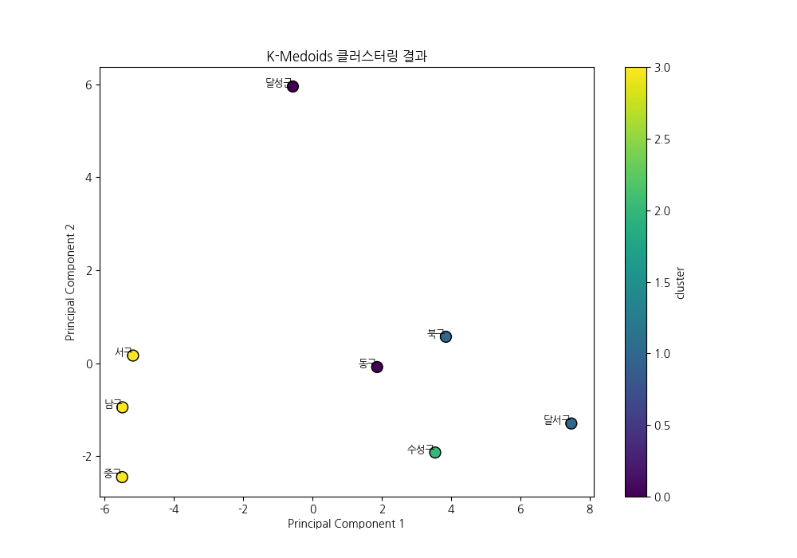 K-Medoids 클러스터링 결과
Principal Component 2
6
4
2
0
-2
달성군
서구
남구
중구
동구
북구
수성구
달서구
-6 -4 -2 0 2 4 6 8
Principal Component 1
3.0
2.5
2.0
1.5
1.0
0.5
0.0
cluster